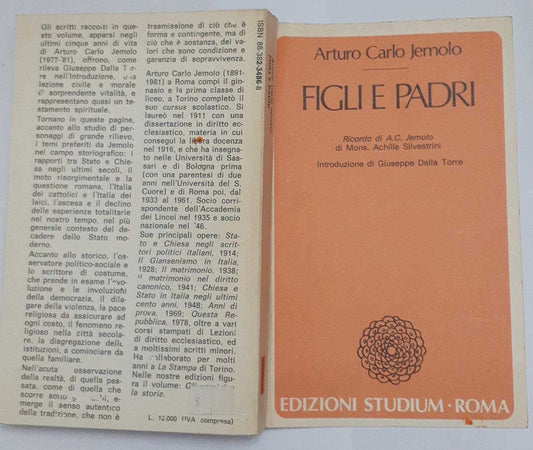 Gli scritti raccolti in que-
sto volume, apparsi negli
ultimi cinque anni di vita
di Arturo Carlo Jemolo
(1977-'81), offrono, come
rileva Giuseppe Dalla Tor-
re nell'Introduzione, una
lezione civile e morale
di sorprendente vitalità, e
rappresentano quasi un te-
stamento spirituale.
Tornano in queste pagine,
accanto allo studio di per-
sonaggi di grande rilievo,
i temi preferiti da Jemolo
nel campo storiografico: i
rapporti tra Stato e Chie-
sa negli ultimi secoli, il
moto risorgimentale e la
questione romana, l'Italia
dei cattolici e l'Italia dei
laici, l'ascesa e il declino
delle esperienze totalitarie
nel nostro tempo, nel più
generale contesto del de-
cadere dello Stato mo-
derno.
Accanto allo storico, l'os-
servatore politico-sociale e
lo scrittore di costume,
che prende in esame l'evo-
luzione e le involuzioni
della democrazia, il dila-
gare della violenza, la pace
religiosa da assicurare ad
ogni costo, il fenomeno re-
ligioso nella città secola-
re, la disgregazione delle
istituzioni, a cominciare da
quella familiare.
Nell'acuta osservazione
della realtà, di quella pas-
sata, come di quella che
scorre sotto e-
merge il senso autentico
della tradizione, che non è
trasmissione di ciò che è
forma e contingente, ma di
ciò che è sostanza, dei va-
lori che sono condizione e
garanzia di sopravvivenza.
Arturo Carlo Jemolo (1891-
1981) a Roma compì il gin-
nasio e la prima classe di
liceo, a Torino completò il
suo cursus scolastico. Si
laureò nel 1911 con una
dissertazione in diritto ec-
clesiastico, materia in cui
conseguì la libera docenza
nel 1916, e che ha insegna-
to nelle Università di Sas-
sari e di Bologna prima
(con una parentesi di due
anni nell'Università del S.
Cuore) e di Roma poi, dal
1933 al 1961. Socio corri-
spondente dell'Accademia
dei Lincei nel 1935 e socio
nazionale nel '46.
Sue principali opere: Sta-
to e Chiesa negli scrit-
tori politici italiani, 1914;
Il Giansenismo in Italia,
1928; Il matrimonio, 1938;
Il matrimonio nel diritto
canonico, 1941; Chiesa e
Stato in Italia negli ultimi
cento anni, 1948; Anni di
prova, 1969; Questa Re-
pubblica, 1978, oltre a vari
corsi stampati di Lezioni
di diritto ecclesiastico, ed
a moltissimi scritti minori.
Ha collaborato per molti
anni a La Stampa di Torino.
Nelle nostre edizioni figu-
ra il volume:
la storia.
L. 12.000 (IVA compresa)
ISBN 88-382-3486-8
Arturo Carlo Jemolo
FIGLI E PADRI
Ricordo di A.C. Jemolo
di Mons. Achille Silvestrini
Introduzione di Giuseppe Dalla Torre
EDIZIONI STUDIUM · ROMA